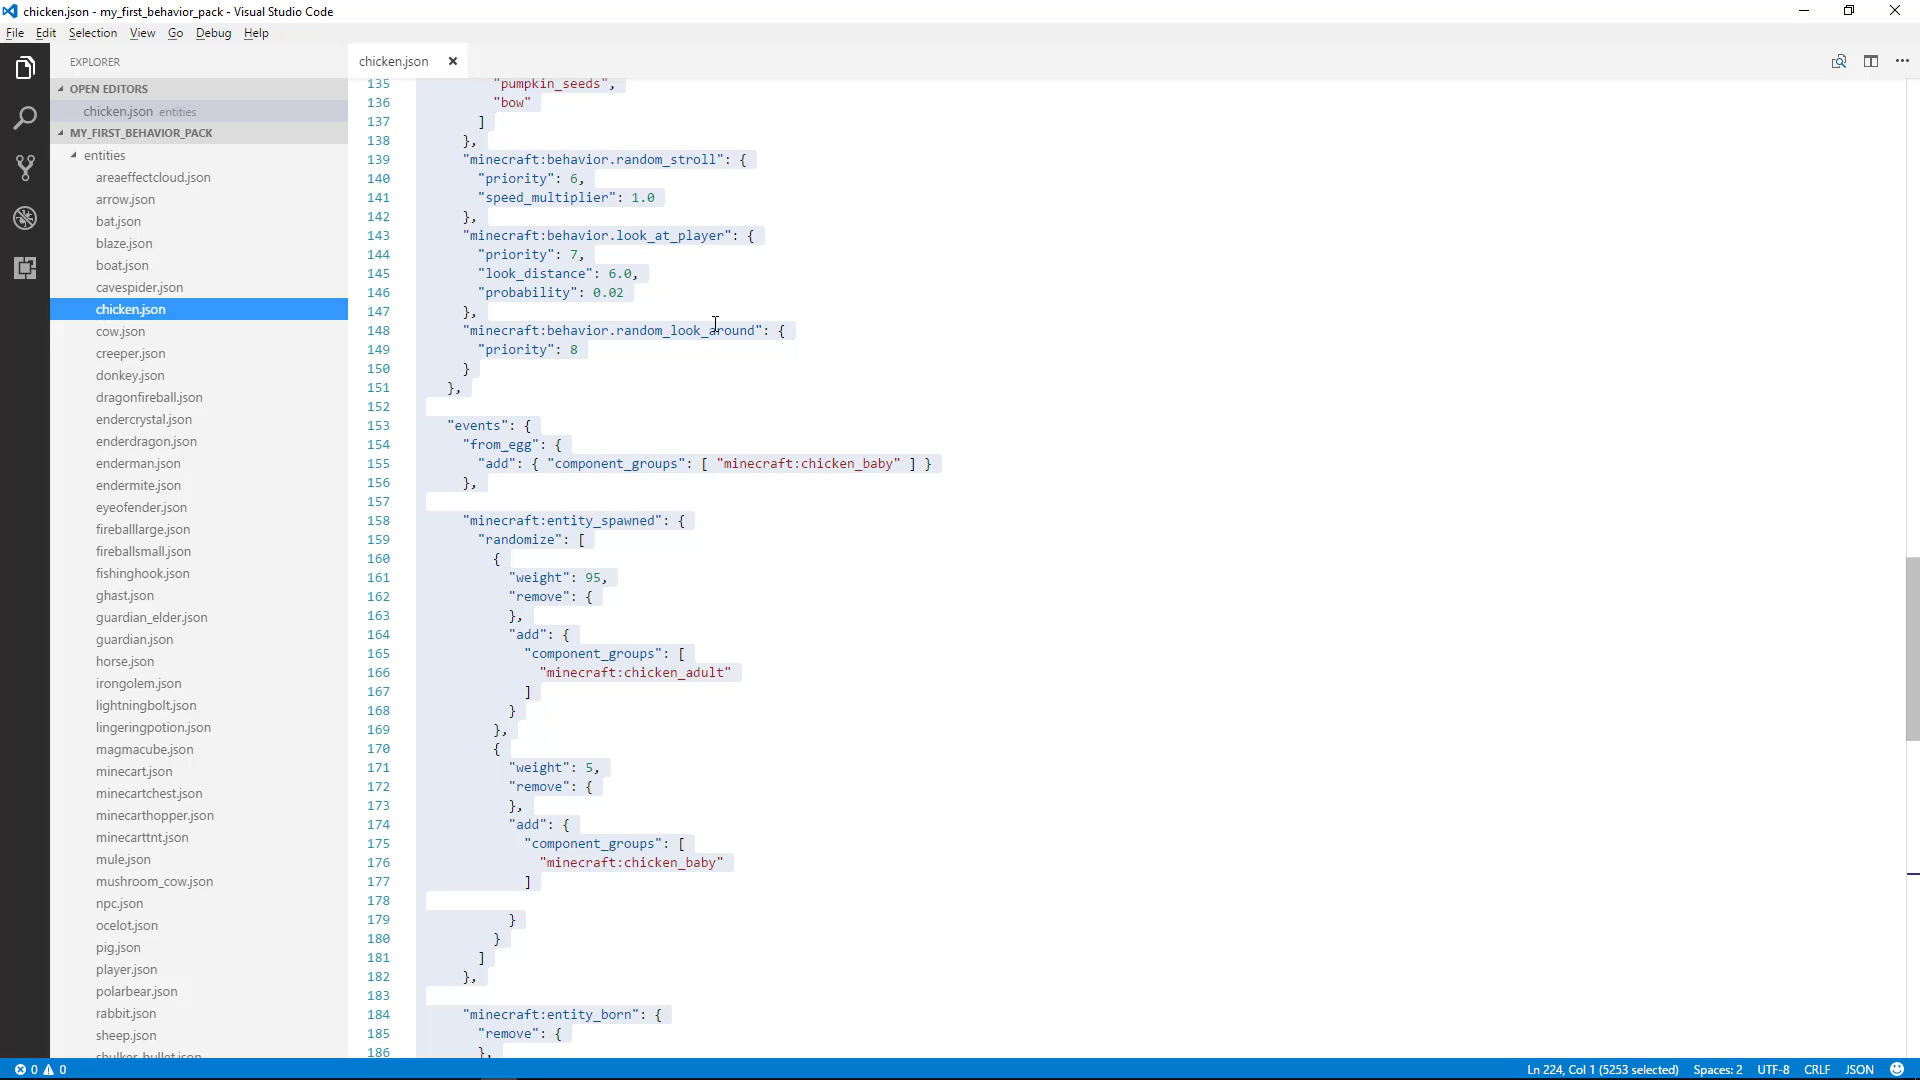 chicken.json - my_first_behavior_pack - Visual Studio Code
File Edit Selection View Go Debug Help
EXPLORER
OPEN EDITORS
chicken.json entities
MY_FIRST_BEHAVIOR_PACK
entities
areaeffectcloud.json
arrow.json
bat.json
blaze.json
boat.json
cavespider.json
chicken.json
cow.json
creeper.json
donkey.json
dragonfireball.json
endercrystal.json
enderdragon.json
enderman.json
endermite.json
eyeofender.json
fireballlarge.json
fireballsmall.json
fishinghook.json
ghast.json
guardian_elder.json
guardian.json
horse.json
irongolem.json
lightningbolt.json
lingeringpotion.json
magmacube.json
minecart.json
minecartchest.json
minecarthopper.json
minecarttnt.json
mule.json
mushroom_cow.json
npc.json
ocelot.json
pig.json
player.json
polarbear.json
rabbit.json
sheep.json
shulker_bullet.json
chicken.json
135 "pumpkin_seeds",
136 "bow"
137 ]
138 },
139 "minecraft:behavior.random_stroll": {
140 "priority": 6,
141 "speed_multiplier": 1.0
142 },
143 "minecraft:behavior.look_at_player": {
144 "priority": 7,
145 "look_distance": 6.0,
146 "probability": 0.02
147 },
148 "minecraft:behavior.random_look_around": {
149 "priority": 8
150 }
151 },
152
153 "events": {
154 "from_egg": {
155 "add": { "component_groups": [ "minecraft:chicken_baby" ] }
156 },
157
158 "minecraft:entity_spawned": {
159 "randomize": [
160 {
161 "weight": 95,
162 "remove": {
163 },
164 "add": {
165 "component_groups": [
166 "minecraft:chicken_adult"
167 ]
168 }
169 },
170 {
171 "weight": 5,
172 "remove": {
173 },
174 "add": {
175 "component_groups": [
176 "minecraft:chicken_baby"
177 ]
178
179 }
180 }
181 ]
182 },
183
184 "minecraft:entity_born": {
185 "remove": {
186 },
0 0 Ln 224, Col 1 (5253 selected) Spaces: 2 UTF-8 CRLF JSON